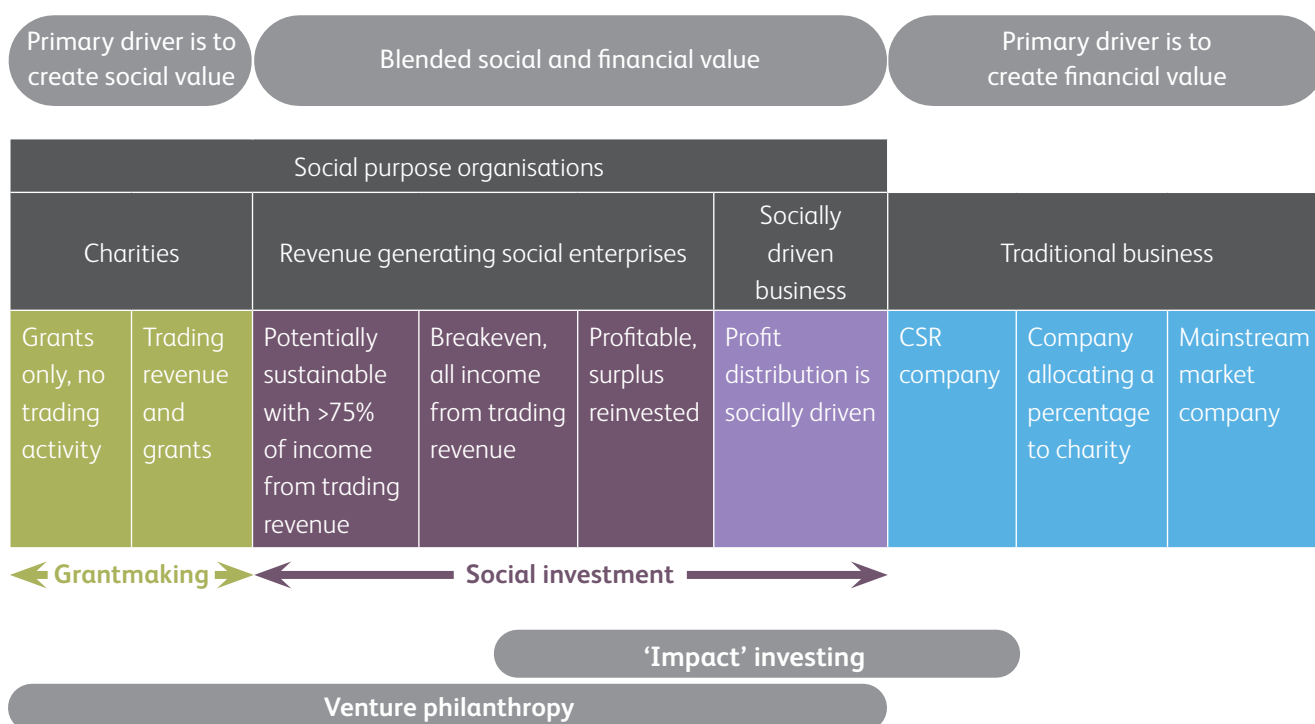 Primary driver is to
create social value
Blended social and financial value
Primary driver is to
create financial value
Social purpose organisations
Charities
Revenue generating social enterprises
Socially
driven
business
Traditional business
Grants
only, no
trading
activity
Trading
revenue
and
grants
Potentially
sustainable
with >75%
of income
from trading
revenue
Breakeven,
all income
from trading
revenue
Profitable,
surplus
reinvested
Profit
distribution is
socially driven
CSR
company
Company
allocating a
percentage
to charity
Mainstream
market
company
Grantmaking
Social investment
‘Impact’ investing
Venture philanthropy